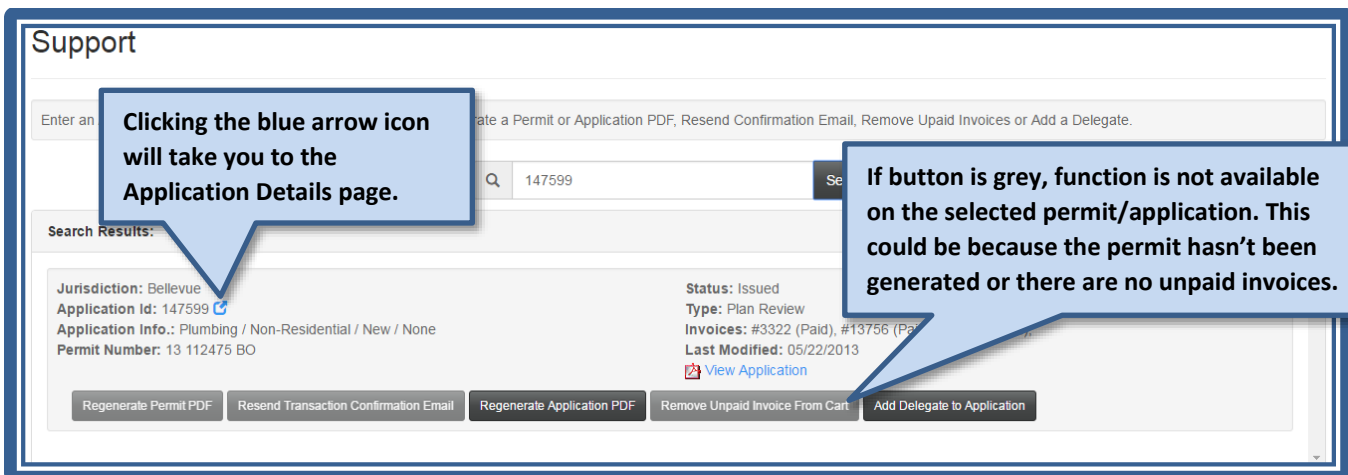 Support
Enter an
Clicking the blue arrow icon
will take you to the
Application Details page.
a Permit or Application PDF, Resend Confirmation Email, Remove Upaid Invoices or Add a Delegate.
147599
If button is grey, function is not available
on the selected permit/application. This
could be because the permit hasn’t been
generated or there are no unpaid invoices.
Search Results:
Jurisdiction: Bellevue
Application Id: 147599
Application Info.: Plumbing / Non-Residential / New / None
Permit Number: 13 112475 BO
Status: Issued
Type: Plan Review
Invoices: #3322 (Paid), #13756
Last Modified: 05/22/2013
View Application
Regenerate Permit PDF Resend Transaction Confirmation Email Regenerate Application PDF Remove Unpaid Invoice From Cart Add Delegate to Application